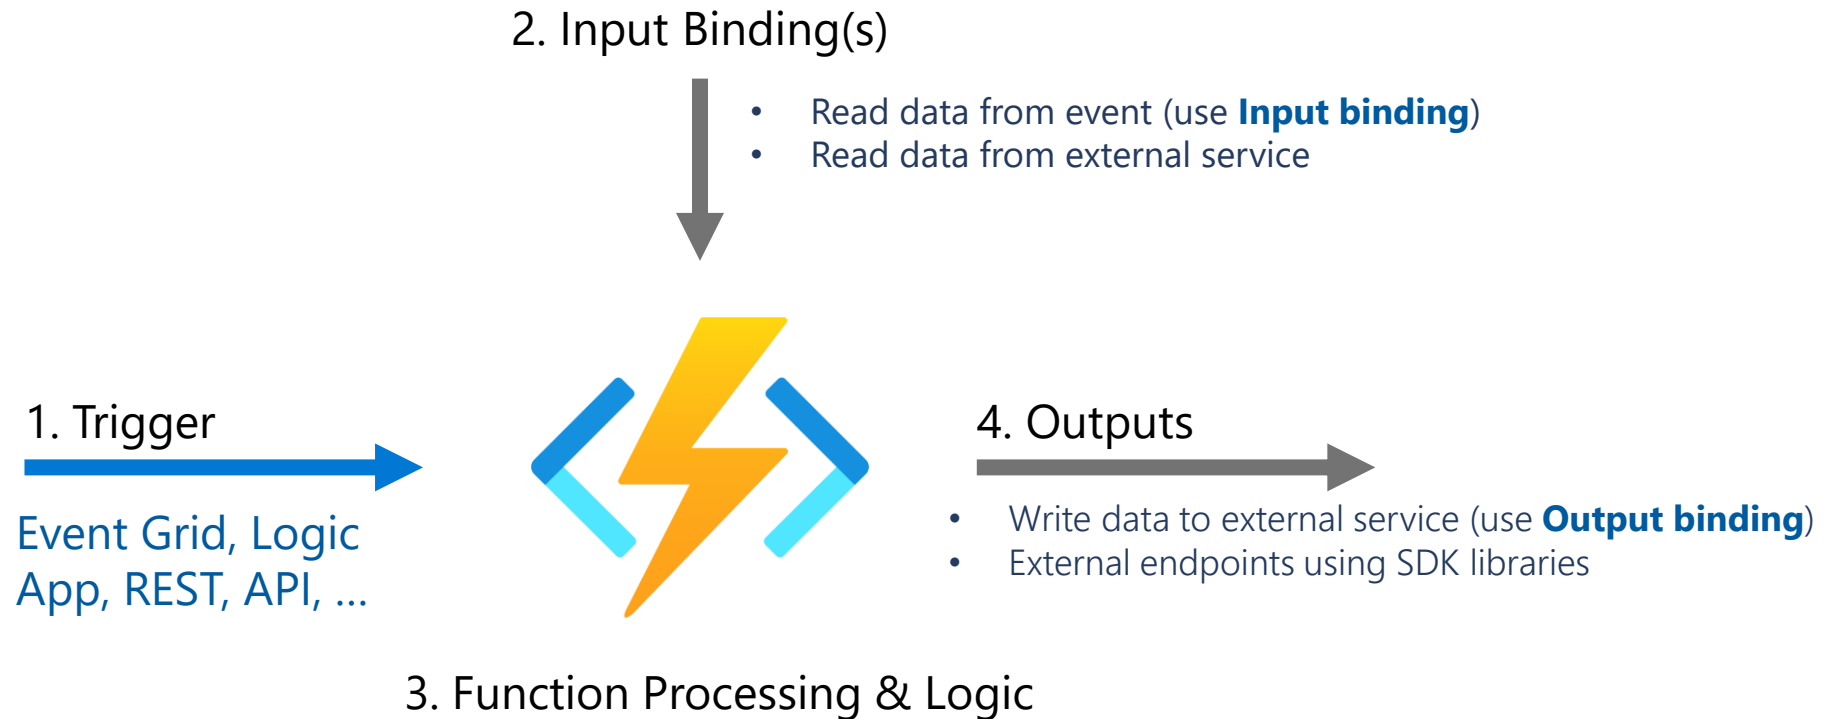 2. Input Binding(s)
• Read data from event (use Input binding)
• Read data from external service
1. Trigger
Event Grid, Logic
App, REST, API, ...
4. Outputs
• Write data to external service (use Output binding)
• External endpoints using SDK libraries
3. Function Processing & Logic